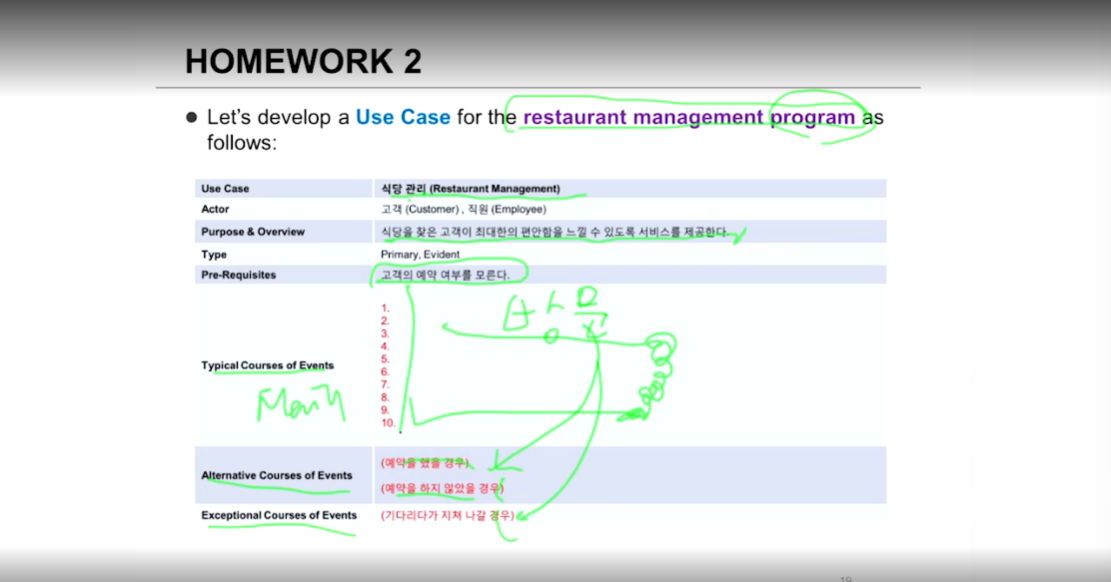 HOMEWORK 2
● Let's develop a Use Case for the restaurant management program as
follows:
Use Case 식당 관리 (Restaurant Management)
Actor 고객 (Customer) , 직원 (Employee)
Purpose & Overview 식당을 찾은 고객이 최대한의 편안함을 느낄 수 있도록 서비스를 제공한다.
Type Primary, Evident
Pre-Requisites 고객의 예약 여부를 모른다.
Typical Courses of Events
1.
2.
3.
4.
5.
6.
7.
8.
9.
10.
Alternative Courses of Events
(예약을 했을 경우)
(예약을 하지 않았을 경우)
Exceptional Courses of Events (기다리다가 지쳐 나갈 경우)
19